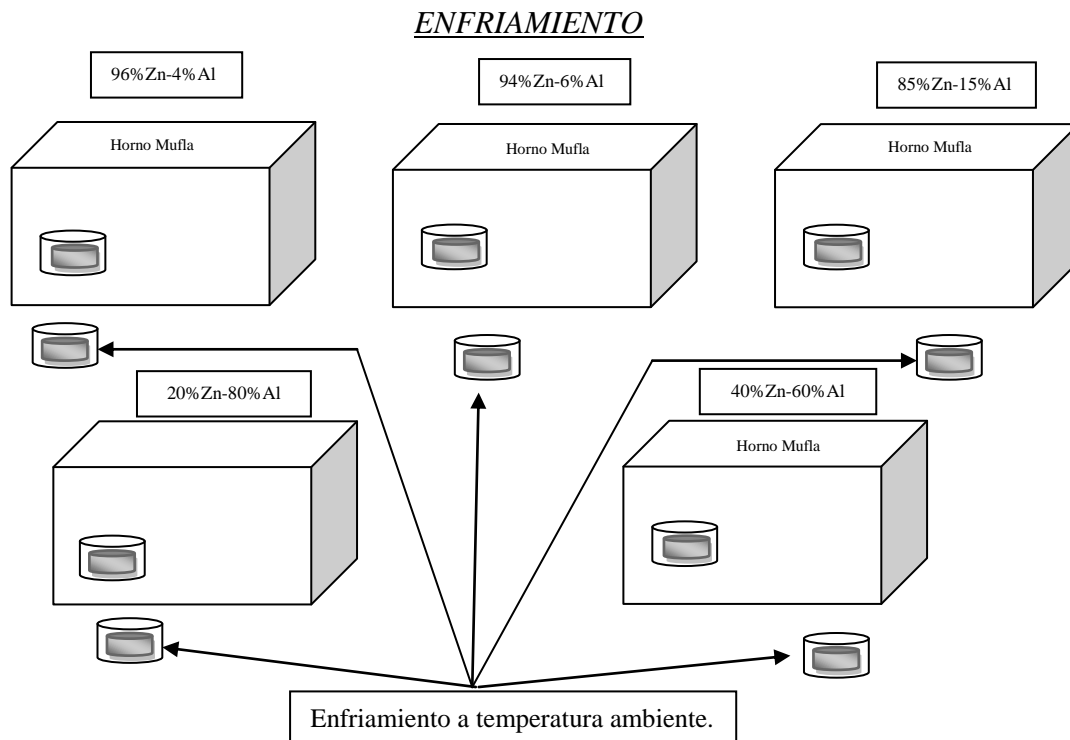 ENFRIAMIENTO
96%Zn-4%Al
94%Zn-6%Al
85%Zn-15%Al
Horno Mufla
Horno Mufla
Horno Mufla
20%Zn-80%Al
40%Zn-60%Al
Horno Mufla
Enfriamiento a temperatura ambiente.